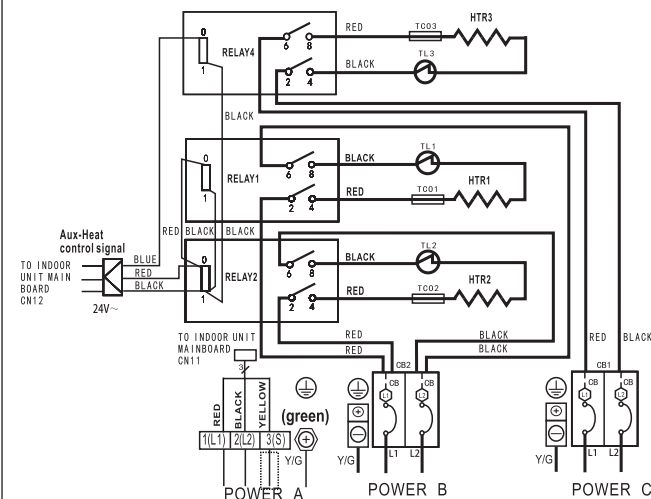 RED
TCO3
HTR3
0
RELAY4
6 8
BLACK
TL3
1
2 4
BLACK
TL1
0
BLACK
6 8
RELAY1
HTR1
RED
TCO1
1
2 4
Aux-Heat
control signal
RED BLACK BLACK
TL2
BLACK
BLUE
0
6 8
TO INDOOR
UNIT MAIN
BOARD
CN12
RED
RELAY2
HTR2
BLACK
RED
TCO2
24V～
1
2 4
TO INDOOR UNIT
MAINBOARD
CN11
RED
BLACK
RED
BLACK
RED
BLACK
3
CB2
CB1
CB CB
CB CB
L1 L2
L1 L2
RED
BLACK
YELLOW
(green)
1(L1) 2(L2) 3(S)
Y/G
Y/G
L1 L2
Y/G
L1 L2
POWER A
POWER B
POWER C